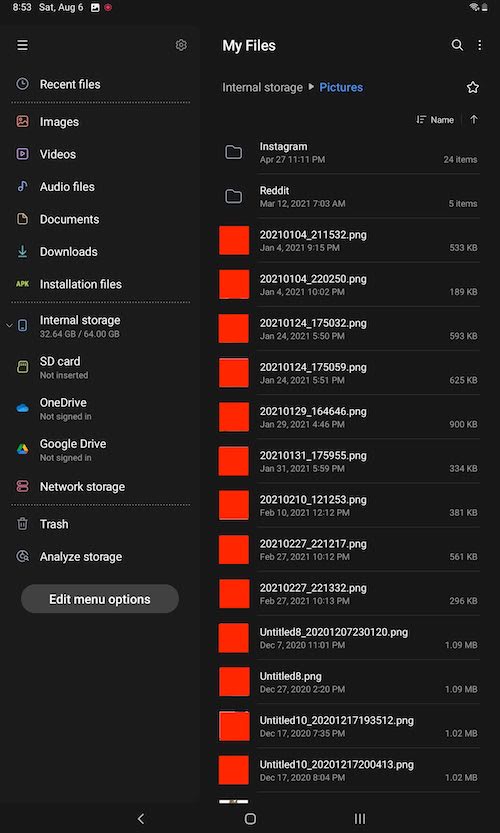 8:53 Sat, Aug 6
My Files
Recent files
Images
Videos
Audio files
Documents
Downloads
APK Installation files
Internal storage
32.64 GB / 64.00 GB
SD card
Not inserted
OneDrive
Not signed in
Google Drive
Not signed in
Network storage
Trash
Analyze storage
Edit menu options
Internal storage Pictures
Name
Instagram
Apr 27 11:11 PM 24 items
Reddit
Mar 12, 2021 7:03 AM 5 items
20210104_211532.png
Jan 4, 2021 9:15 PM 533 KB
20210104_220250.png
Jan 4, 2021 10:02 PM 189 KB
20210124_175032.png
Jan 24, 2021 5:50 PM 593 KB
20210124_175059.png
Jan 24, 2021 5:51 PM 625 KB
20210129_164646.png
Jan 29, 2021 4:46 PM 900 KB
20210131_175955.png
Jan 31, 2021 5:59 PM 334 KB
20210210_121253.png
Feb 10, 2021 12:12 PM 381 KB
20210227_221217.png
Feb 27, 2021 10:12 PM 561 KB
20210227_221332.png
Feb 27, 2021 10:13 PM 296 KB
Untitled8_20201207230120.png
Dec 7, 2020 11:01 PM 1.09 MB
Untitled8.png
Dec 27, 2020 2:20 PM 1.09 MB
Untitled10_20201217193512.png
Dec 17, 2020 7:35 PM 1.02 MB
Untitled10_20201217200413.png
Dec 17, 2020 8:04 PM 1.02 MB